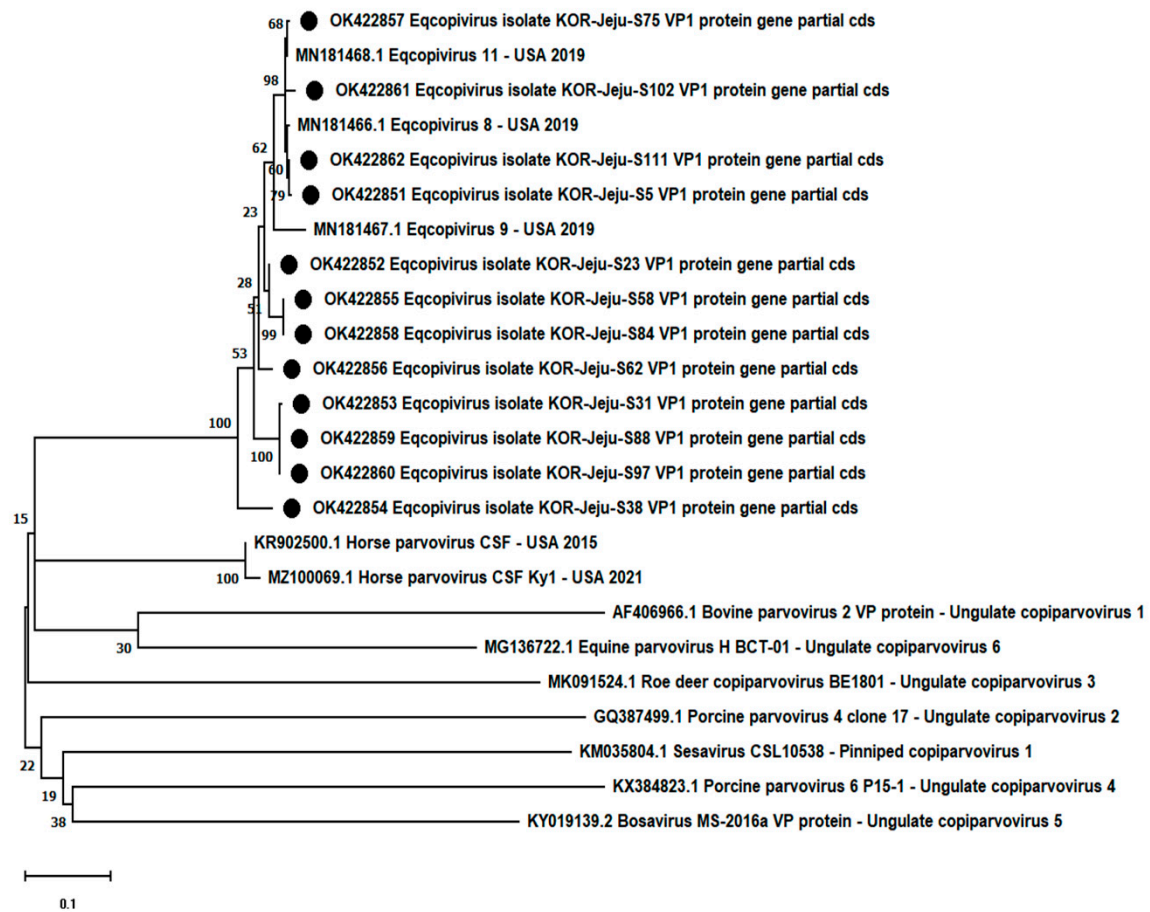 68
OK422857 Eqcopivirus isolate KOR-Jeju-S75 VP1 protein gene partial cds
MN181468.1 Eqcopivirus 11 - USA 2019
98
OK422861 Eqcopivirus isolate KOR-Jeju-S102 VP1 protein gene partial cds
MN181466.1 Eqcopivirus 8 - USA 2019
62
60
OK422862 Eqcopivirus isolate KOR-Jeju-S111 VP1 protein gene partial cds
79
OK422851 Eqcopivirus isolate KOR-Jeju-S5 VP1 protein gene partial cds
23
MN181467.1 Eqcopivirus 9 - USA 2019
OK422852 Eqcopivirus isolate KOR-Jeju-S23 VP1 protein gene partial cds
28
51
OK422855 Eqcopivirus isolate KOR-Jeju-S58 VP1 protein gene partial cds
99
OK422858 Eqcopivirus isolate KOR-Jeju-S84 VP1 protein gene partial cds
53
OK422856 Eqcopivirus isolate KOR-Jeju-S62 VP1 protein gene partial cds
OK422853 Eqcopivirus isolate KOR-Jeju-S31 VP1 protein gene partial cds
100
OK422859 Eqcopivirus isolate KOR-Jeju-S88 VP1 protein gene partial cds
100
OK422860 Eqcopivirus isolate KOR-Jeju-S97 VP1 protein gene partial cds
OK422854 Eqcopivirus isolate KOR-Jeju-S38 VP1 protein gene partial cds
15
KR902500.1 Horse parvovirus CSF - USA 2015
100
MZ100069.1 Horse parvovirus CSF Ky1 - USA 2021
AF406966.1 Bovine parvovirus 2 VP protein - Ungulate copiparvovirus 1
30
MG136722.1 Equine parvovirus H BCT-01 - Ungulate copiparvovirus 6
MK091524.1 Roe deer copiparvovirus BE1801 - Ungulate copiparvovirus 3
GQ387499.1 Porcine parvovirus 4 clone 17 - Ungulate copiparvovirus 2
22
KM035804.1 Sesavirus CSL10538 - Pinniped copiparvovirus 1
19
KX384823.1 Porcine parvovirus 6 P15-1 - Ungulate copiparvovirus 4
38
KY019139.2 Bosavirus MS-2016a VP protein - Ungulate copiparvovirus 5
0.1